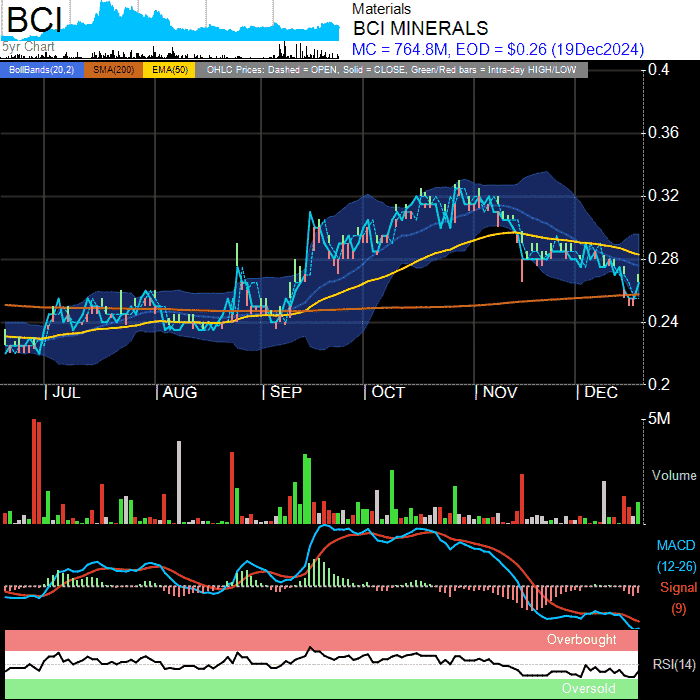 BCI
5yr Chart
Materials
BCI MINERALS
MC = 764.8M, EOD = $0.26 (19Dec2024)
BollBands(20,2) SMA(200) EMA(50) OHLC Prices: Dashed = OPEN, Solid = CLOSE, Green/Red bars = Intra-day HIGH/LOW
0.4
0.36
0.32
0.28
0.24
0.2
| JUL | AUG | SEP | OCT | NOV | DEC
5M
Volume
MACD
(12-26)
Signal
(9)
Overbought
RSI(14)
Oversold